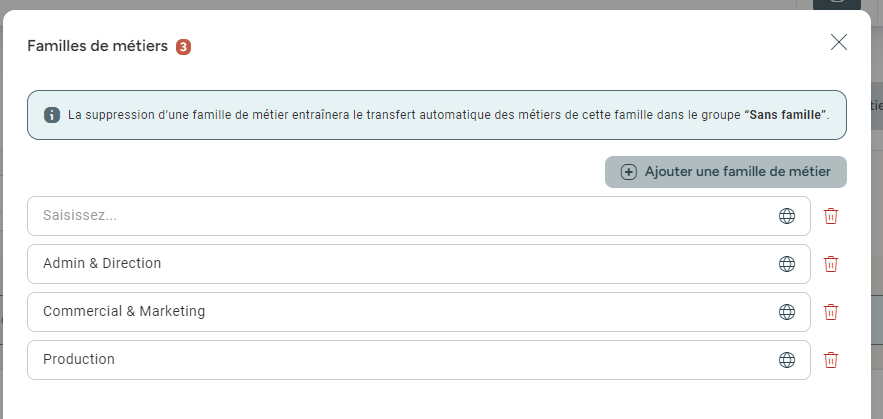 Familles de métiers 3
La suppression d’une famille de métier entraînera le transfert automatique des métiers de cette famille dans le groupe “Sans famille”.
Ajouter une famille de métier
Saisissez...
Admin & Direction
Commercial & Marketing
Production